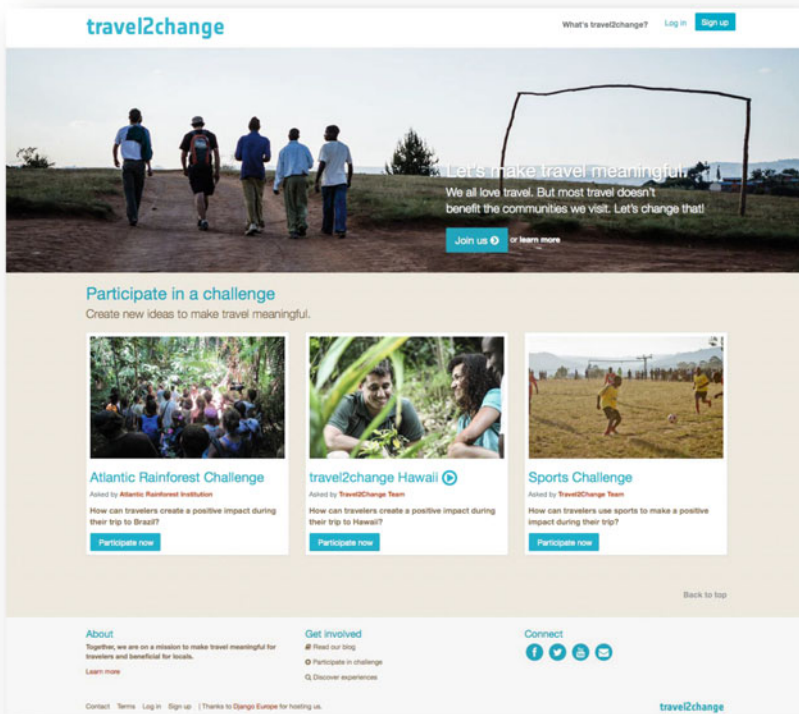 travel2change
What's travel2change? Log in Sign up
Let's make travel meaningful.
We all love travel. But most travel doesn't
benefit the communities we visit. Let's change that!
Join us or learn more
Participate in a challenge
Create new ideas to make travel meaningful.
Atlantic Rainforest Challenge
Asked by Atlantic Rainforest Institution
How can travelers create a positive impact during
their trip to Brazil?
Participate now
travel2change Hawaii
Asked by Travel2Change Team
How can travelers create a positive impact during
their trip to Hawaii?
Participate now
Sports Challenge
Asked by Travel2Change Team
How can travelers use sports to make a positive
impact during their trip?
Participate now
Back to top
About
Together, we are on a mission to make travel meaningful for
travelers and beneficial for locals.
Learn more
Get involved
Read our blog
Participate in challenge
Discover experiences
Connect
Contact Terms Log in Sign up | Thanks to Django Europe for hosting us.
travel2change